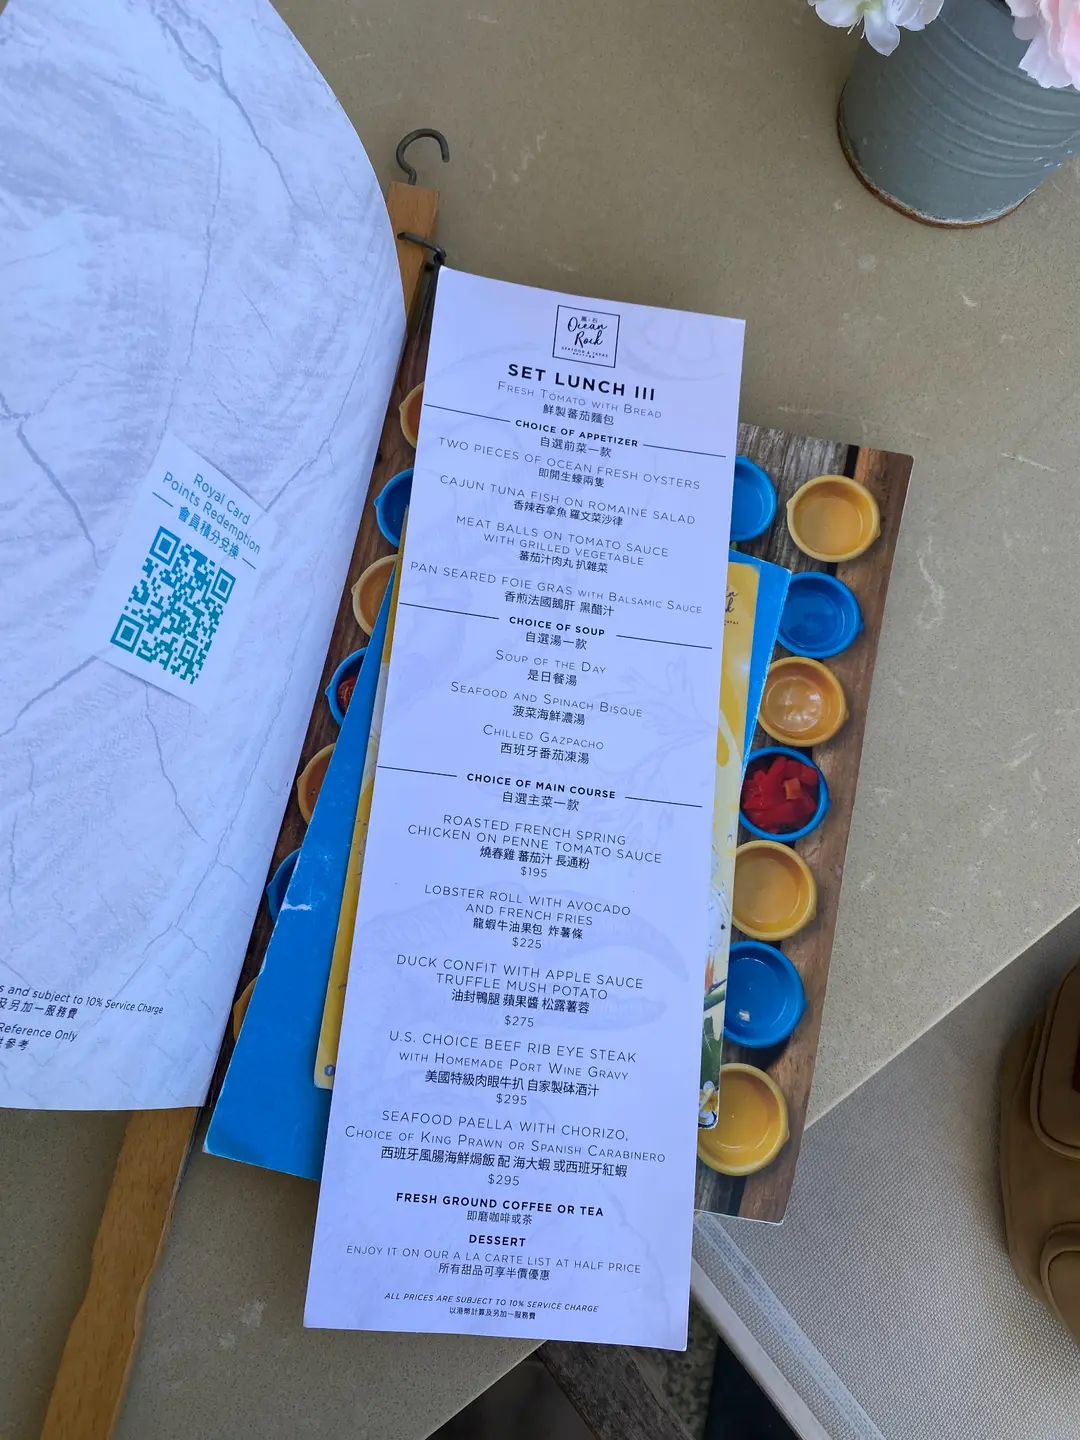 Royal Card
Points Redemption
會員積分兌換
s and subject to 10% Service Charge
及另加一服務費
Reference Only
參考
海·石
Ocean
Rock
SEAFOOD & TAPAS
SET LUNCH III
FRESH TOMATO WITH BREAD
鮮製蕃茄麵包
CHOICE OF APPETIZER
自選前菜一款
TWO PIECES OF OCEAN FRESH OYSTERS
即開生蠔兩隻
CAJUN TUNA FISH ON ROMAINE SALAD
香辣吞拿魚 羅文菜沙律
MEAT BALLS ON TOMATO SAUCE
WITH GRILLED VEGETABLE
蕃茄汁肉丸 扒雜菜
PAN SEARED FOIE GRAS WITH BALSAMIC SAUCE
香煎法國鵝肝 黑醋汁
CHOICE OF SOUP
自選湯一款
SOUP OF THE DAY
是日餐湯
SEAFOOD AND SPINACH BISQUE
菠菜海鮮濃湯
CHILLED GAZPACHO
西班牙番茄凍湯
CHOICE OF MAIN COURSE
自選主菜一款
ROASTED FRENCH SPRING
CHICKEN ON PENNE TOMATO SAUCE
燒春雞 蕃茄汁 長通粉
$195
LOBSTER ROLL WITH AVOCADO
AND FRENCH FRIES
龍蝦牛油果包 炸薯條
$225
DUCK CONFIT WITH APPLE SAUCE
TRUFFLE MUSH POTATO
油封鴨腿 蘋果醬 松露薯蓉
$275
U.S. CHOICE BEEF RIB EYE STEAK
WITH HOMEMADE PORT WINE GRAVY
美國特級肉眼牛扒 自家製砵酒汁
$295
SEAFOOD PAELLA WITH CHORIZO,
CHOICE OF KING PRAWN OR SPANISH CARABINERO
西班牙風腸海鮮焗飯 配 海大蝦 或西班牙紅蝦
$295
FRESH GROUND COFFEE OR TEA
即磨咖啡或茶
DESSERT
ENJOY IT ON OUR A LA CARTE LIST AT HALF PRICE
所有甜品可享半價優惠
ALL PRICES ARE SUBJECT TO 10% SERVICE CHARGE
以港幣計算及另加一服務費